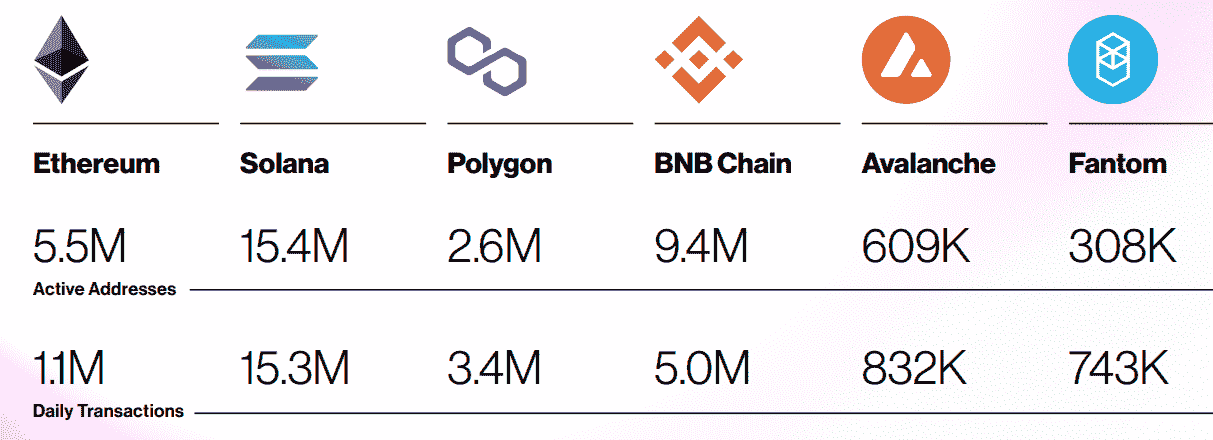 Ethereum Solana Polygon BNB Chain Avalanche Fantom
5.5M 15.4M 2.6M 9.4M 609K 308K
Active Addresses
1.1M 15.3M 3.4M 5.0M 832K 743K
Daily Transactions